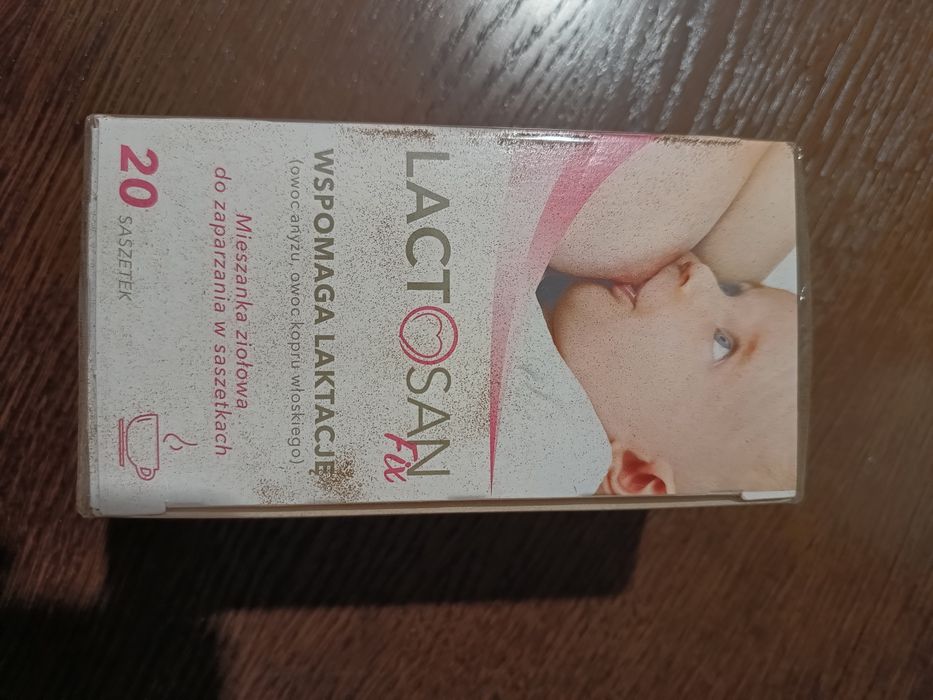 LACTOSAN
Fix
WSPOMAGA LAKTACJĘ
(owoc anyżu, owoc kopru włoskiego)
Mieszanka ziołowa
do zaparzania w saszetkach
20 SASZETEK